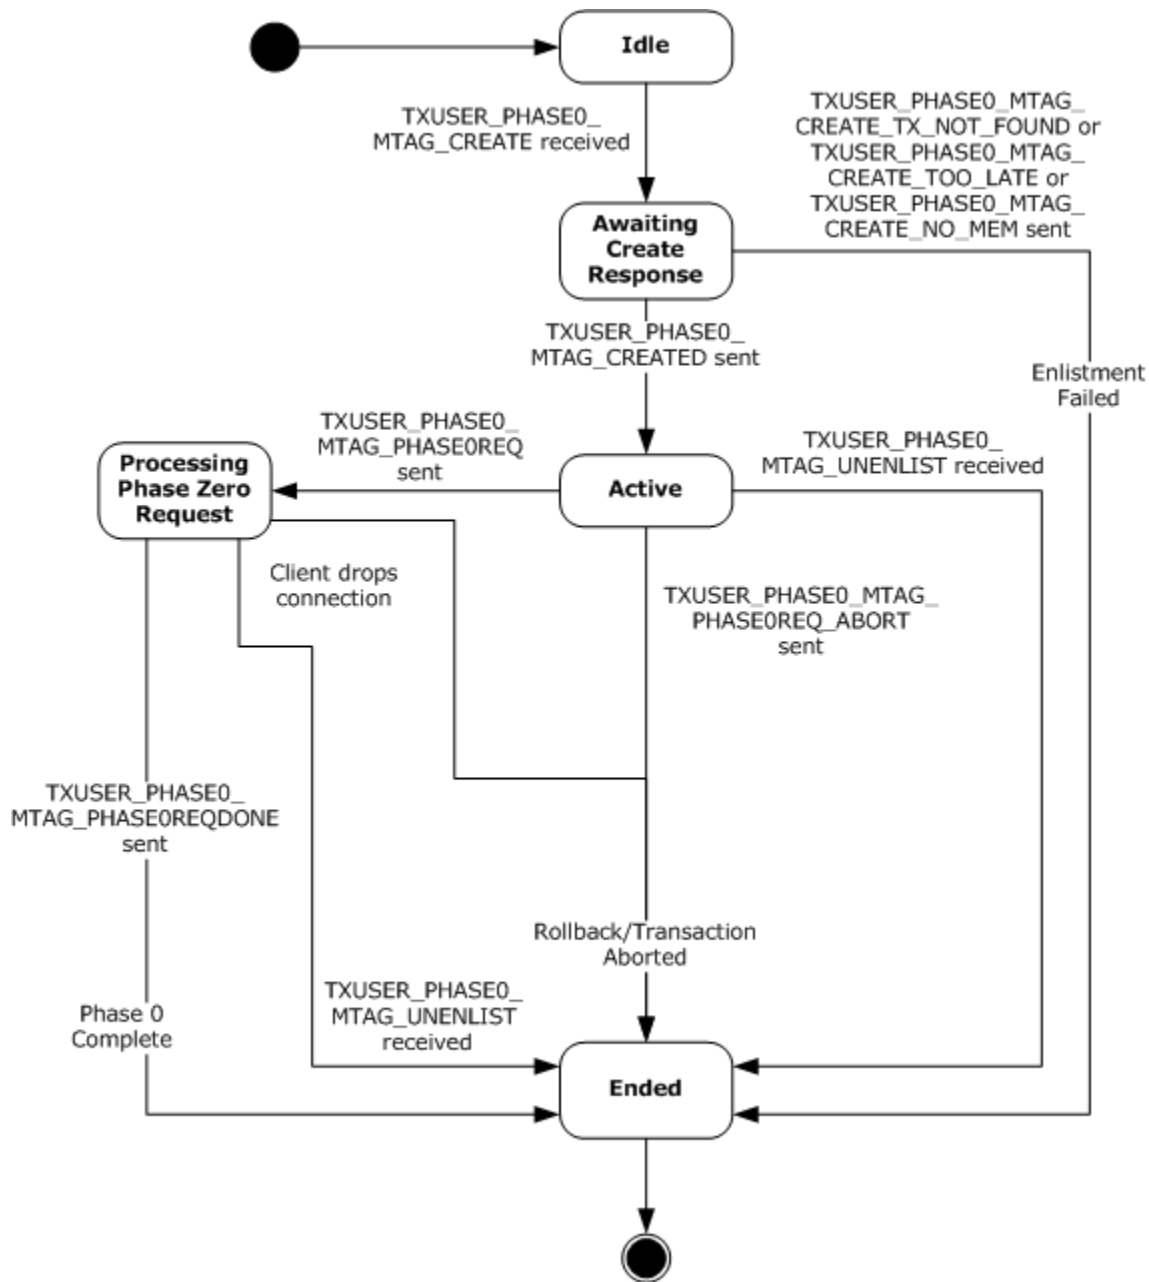 Idle
TXUSER_PHASE0_
MTAG_CREATE received
TXUSER_PHASE0_MTAG_
CREATE_TX_NOT_FOUND or
TXUSER_PHASE0_MTAG_
CREATE_TOO_LATE or
TXUSER_PHASE0_MTAG_
CREATE_NO_MEM sent
Awaiting
Create
Response
TXUSER_PHASE0_
MTAG_CREATED sent
Enlistment
Failed
TXUSER_PHASE0_
MTAG_PHASE0REQ
sent
TXUSER_PHASE0_
MTAG_UNENLIST received
Processing
Phase Zero
Request
Active
Client drops
connection
TXUSER_PHASE0_MTAG_
PHASE0REQ_ABORT
sent
TXUSER_PHASE0_
MTAG_PHASE0REQDONE
sent
Rollback/Transaction
Aborted
TXUSER_PHASE0_
MTAG_UNENLIST
received
Phase 0
Complete
Ended